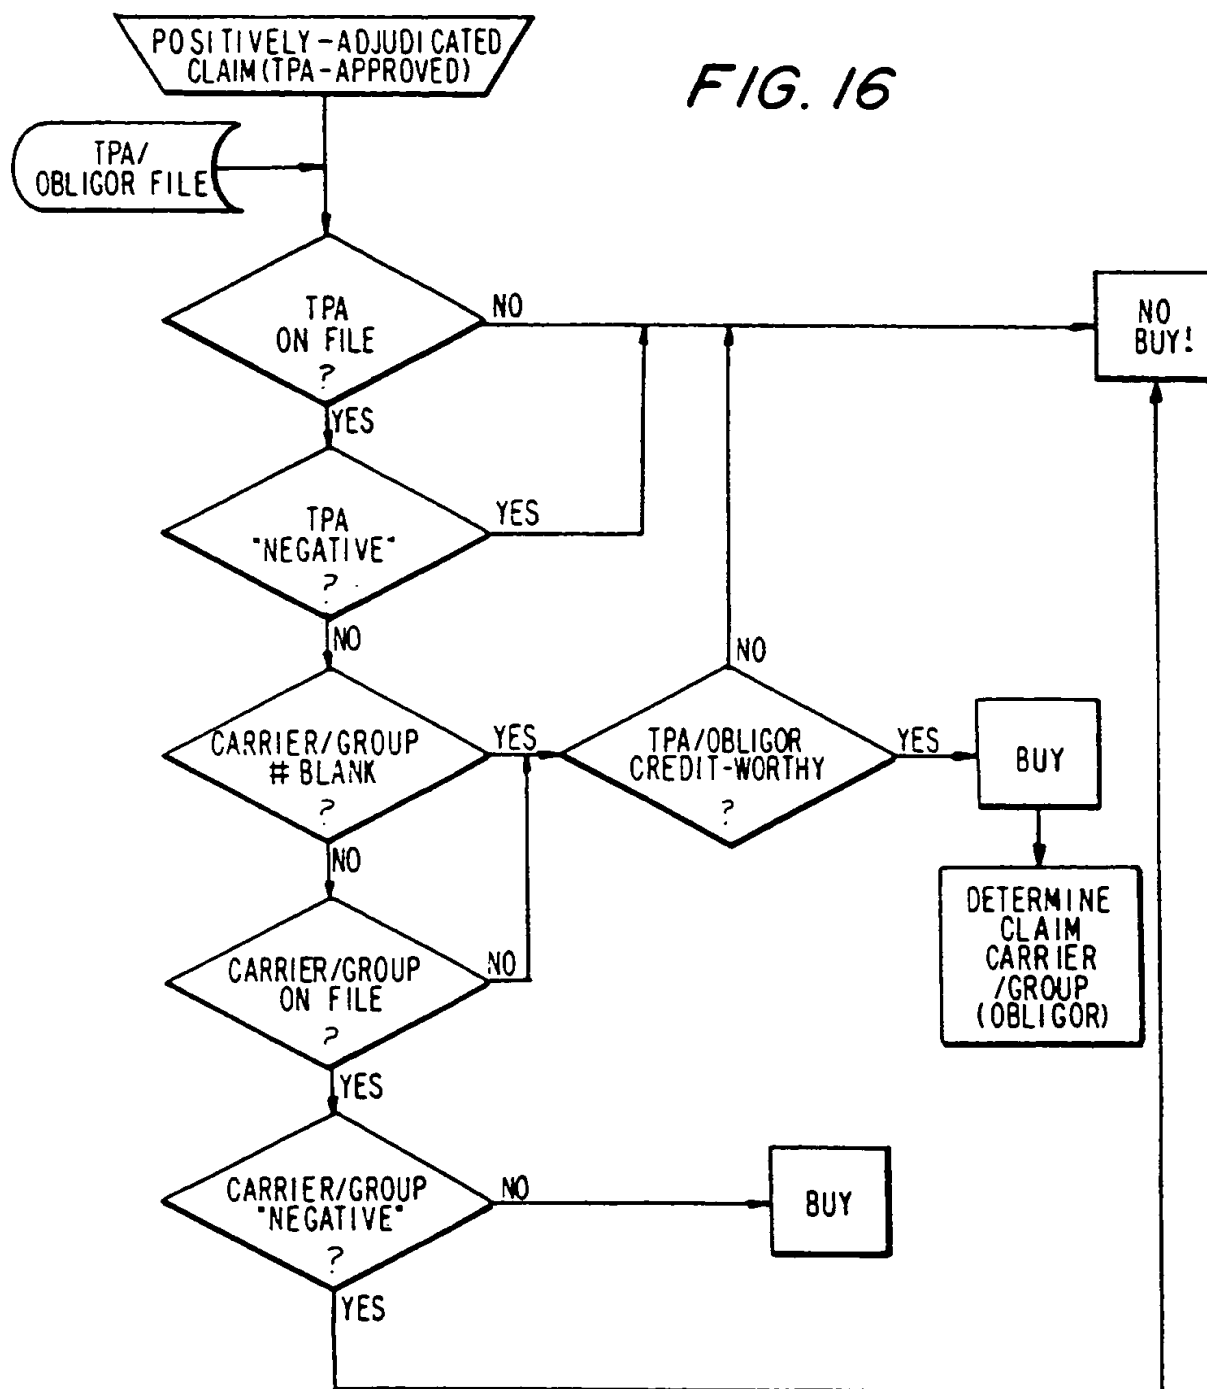 POSITIVELY-ADJUDICATED
CLAIM(TPA-APPROVED)
FIG. 16
TPA/
OBLIGOR FILE
TPA
ON FILE
?
NO
NO
BUY!
YES
TPA
"NEGATIVE"
?
YES
NO
CARRIER/GROUP
# BLANK
?
YES
NO
TPA/OBLIGOR
CREDIT-WORTHY
?
YES
BUY
NO
DETERMINE
CLAIM
CARRIER
/GROUP
(OBLIGOR)
CARRIER/GROUP
ON FILE
?
NO
YES
CARRIER/GROUP
"NEGATIVE"
?
NO
BUY
YES